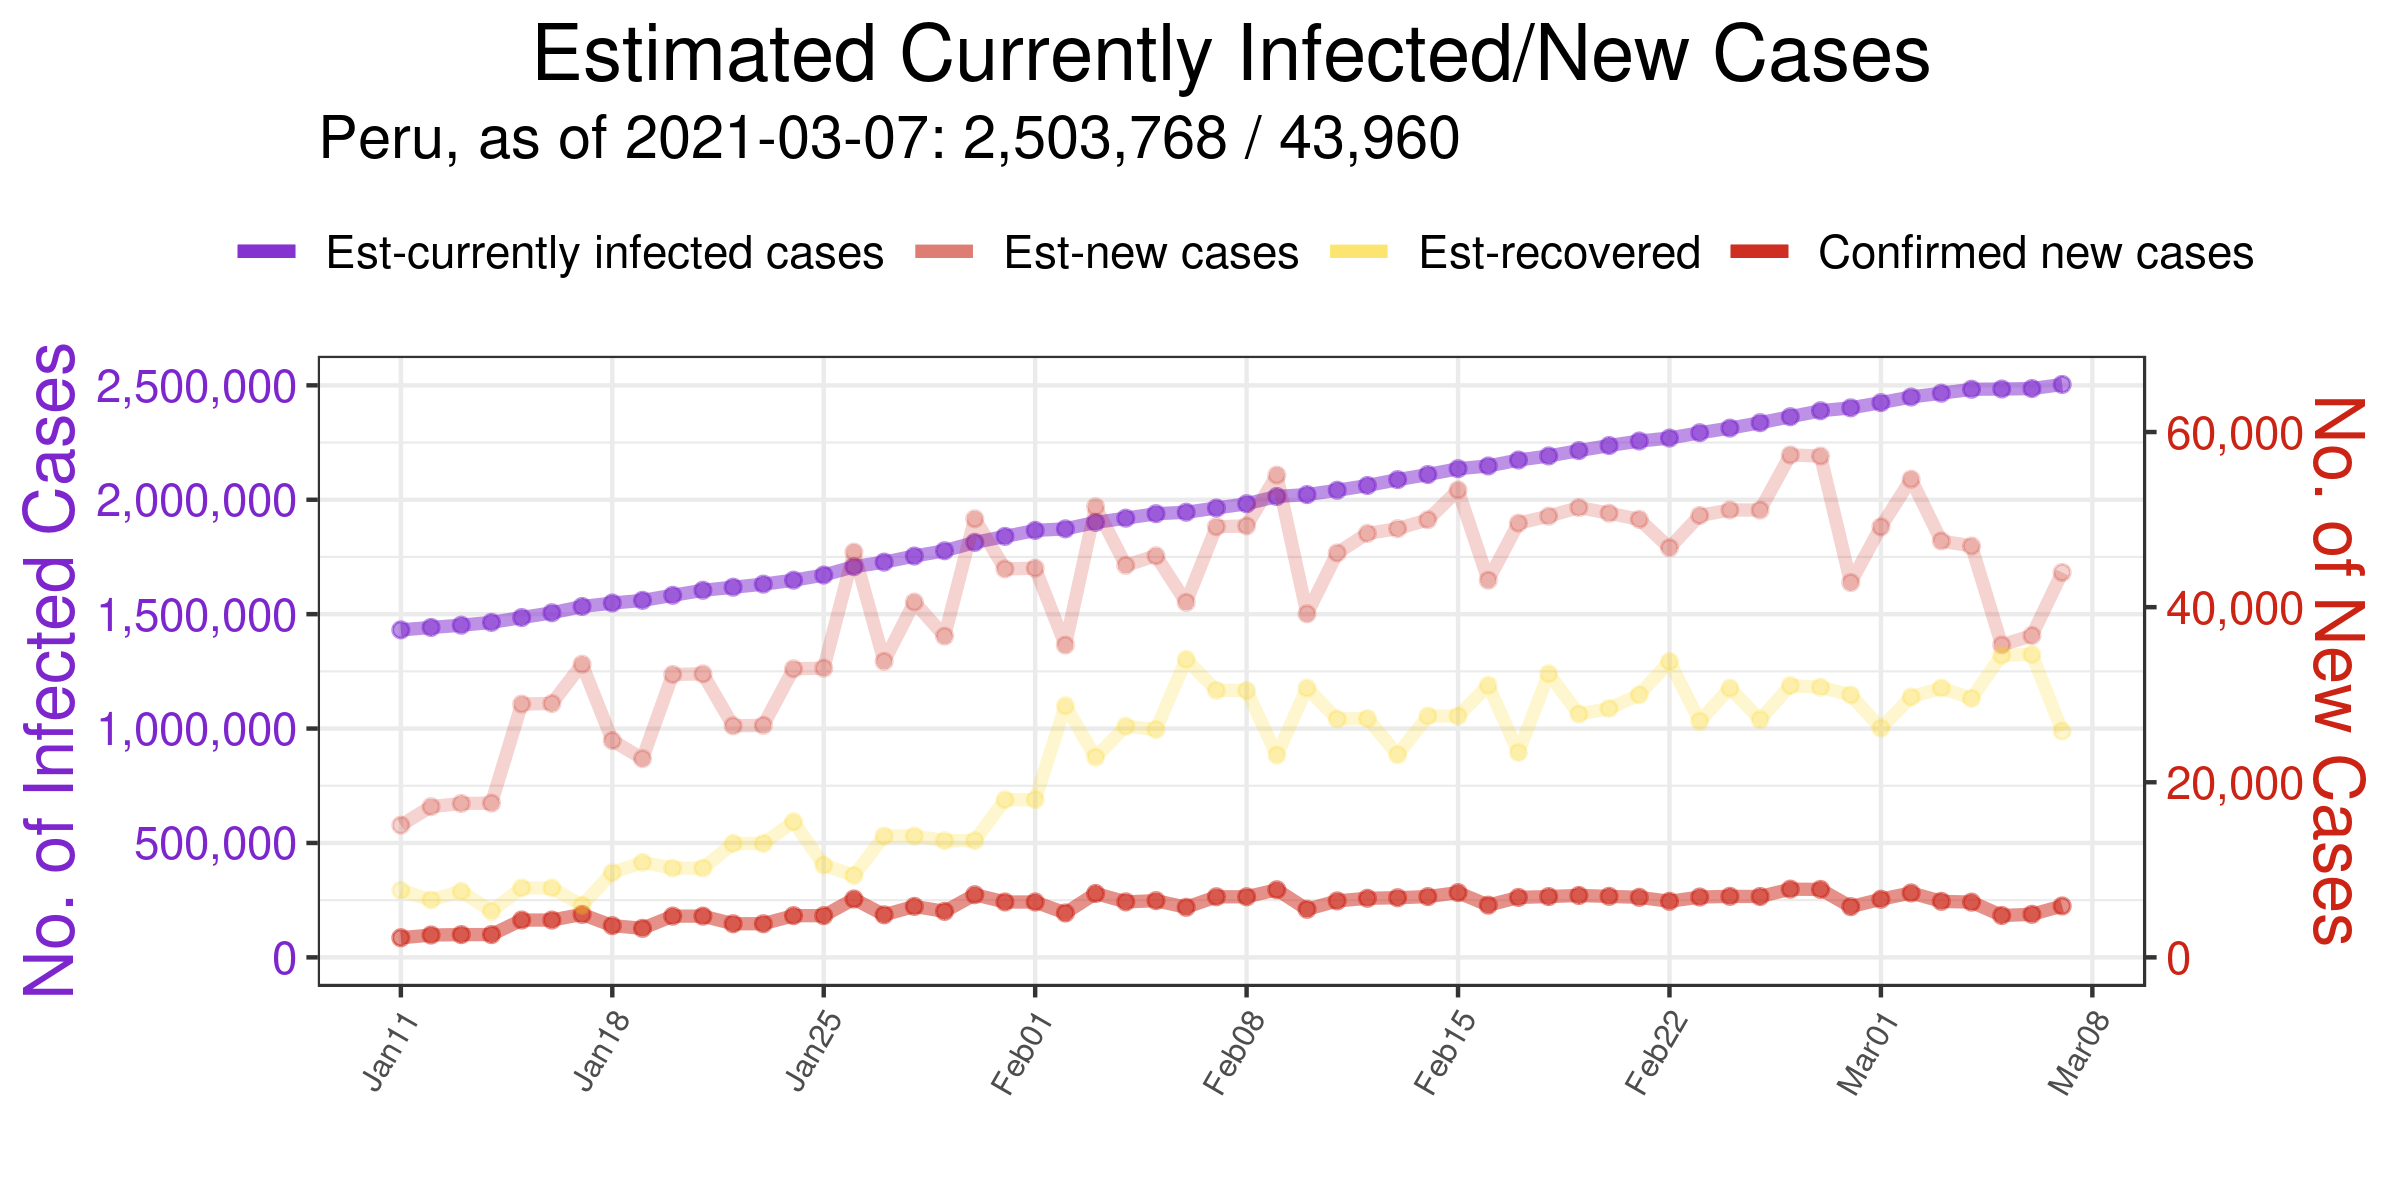 Estimated Currently Infected/New Cases
Peru, as of 2021-03-07: 2,503,768 / 43,960
Est-currently infected cases Est-new cases Est-recovered Confirmed new cases
No. of Infected Cases
2,500,000
2,000,000
1,500,000
1,000,000
500,000
0
60,000
40,000
20,000
0
No. of New Cases
Jan11 Jan18 Jan25 Feb01 Feb08 Feb15 Feb22 Mar01 Mar08